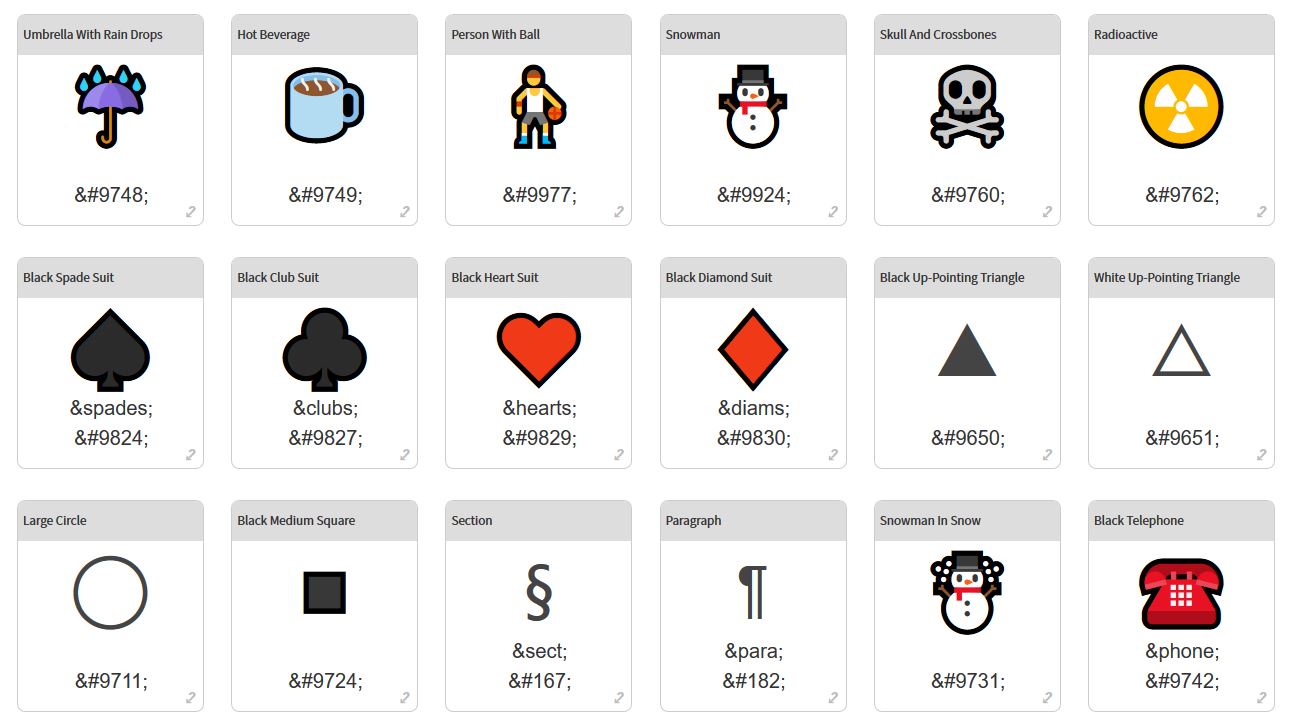 Umbrella With Rain Drops
Hot Beverage
Person With Ball
Snowman
Skull And Crossbones
Radioactive
&#9748;
&#9749;
&#9977;
&#9924;
&#9760;
&#9762;
Black Spade Suit
Black Club Suit
Black Heart Suit
Black Diamond Suit
Black Up-Pointing Triangle
White Up-Pointing Triangle
&spades;
&clubs;
&hearts;
&diams;
&#9824;
&#9827;
&#9829;
&#9830;
&#9650;
&#9651;
Large Circle
Black Medium Square
Section
Paragraph
Snowman In Snow
Black Telephone
§
¶
&sect;
&para;
&phone;
&#9711;
&#9724;
&#167;
&#182;
&#9731;
&#9742;